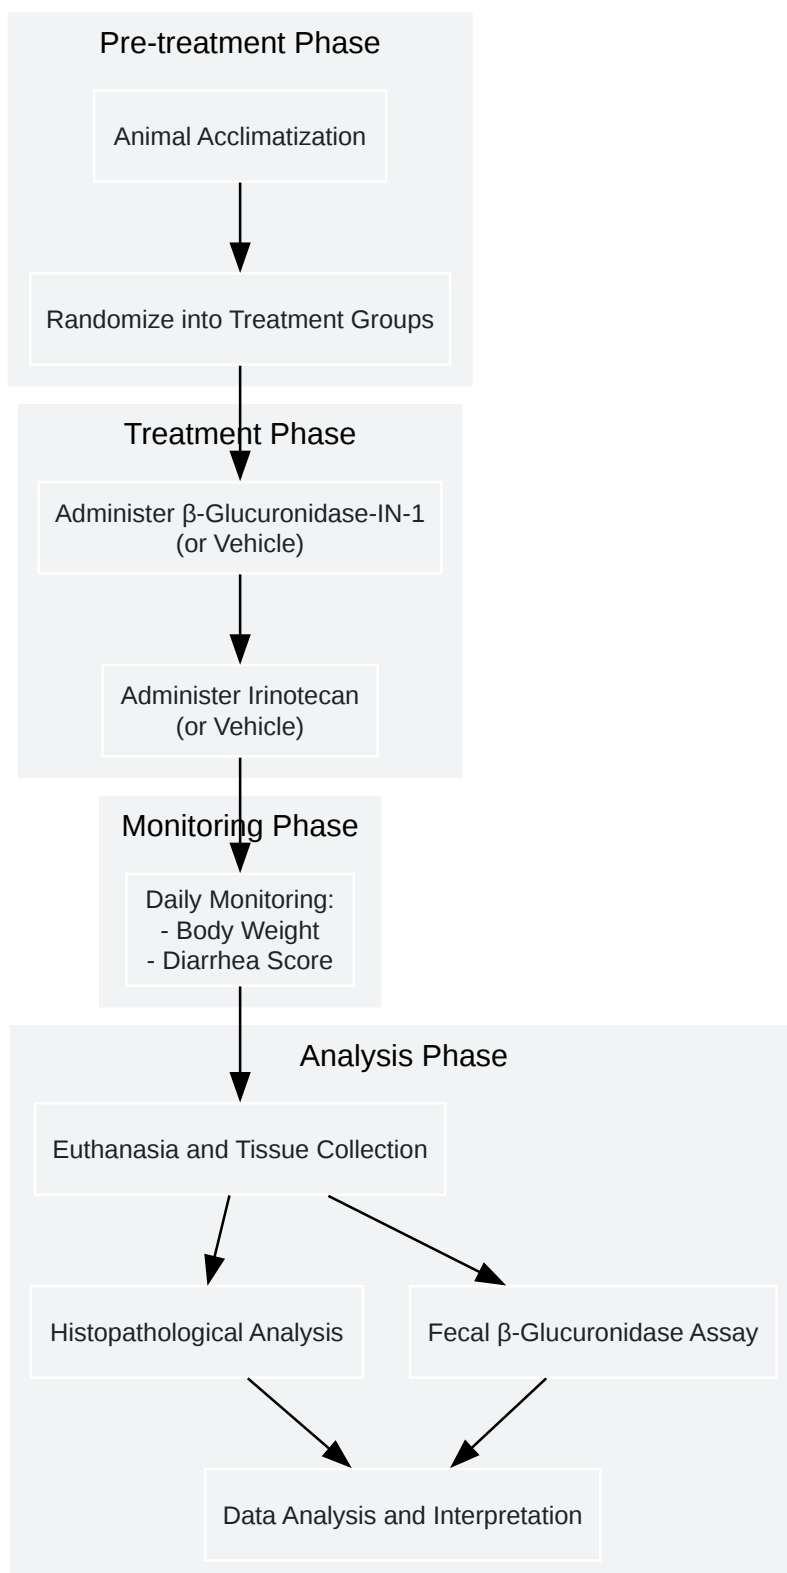 Pre-treatment Phase
Animal Acclimatization
Randomize into Treatment Groups
Treatment Phase
Administer β-Glucuronidase-IN-1
(or Vehicle)
Administer Irinotecan
(or Vehicle)
Monitoring Phase
Daily Monitoring:
- Body Weight
- Diarrhea Score
Analysis Phase
Euthanasia and Tissue Collection
Histopathological Analysis
Fecal β-Glucuronidase Assay
Data Analysis and Interpretation